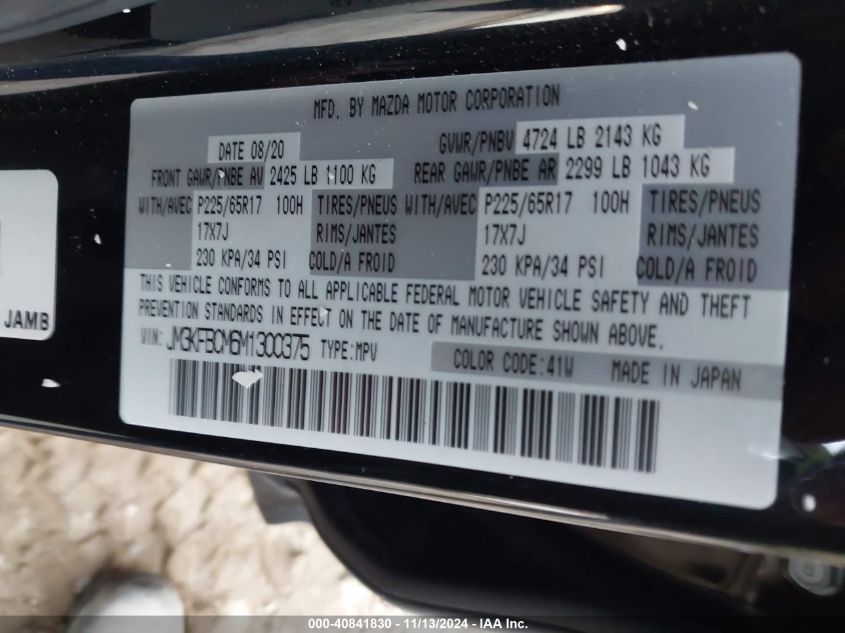 MFD. BY MAZDA MOTOR CORPORATION
DATE 08/20 GVWR/PNBV 4724 LB 2143 KG
FRONT GAWR/PNBE AV 2425 LB 1100 KG REAR GAWR/PNBE AR 2299 LB 1043 KG
WITH/AVEC P225/65R17 100H TIRES/PNEUS WITH/AVEC P225/65R17 100H TIRES/PNEUS
17X7J RIMS/JANTES 17X7J RIMS/JANTES
230 KPA/34 PSI COLD/A FROID 230 KPA/34 PSI COLD/A FROID
THIS VEHICLE CONFORMS TO ALL APPLICABLE FEDERAL MOTOR VEHICLE SAFETY AND THEFT
PREVENTION STANDARDS IN EFFECT ON THE DATE OF MANUFACTURE SHOWN ABOVE.
VIN: JM3KFBCM6M1300375 TYPE:MPV COLOR CODE:41W MADE IN JAPAN
JAMB
000-40841830 - 11/13/2024 - IAA Inc.